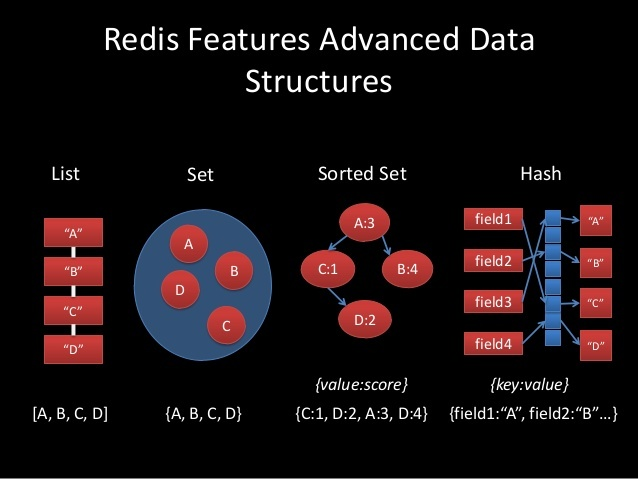 Redis Features Advanced Data
Structures
List
Set
Sorted Set
Hash
“A”
“B”
“C”
“D”
A
B
D
C
A:3
C:1
B:4
D:2
field1
field2
field3
field4
“A”
“B”
“C”
“D”
{value:score}
{key:value}
[A, B, C, D]
{A, B, C, D}
{C:1, D:2, A:3, D:4}
{field1:“A”, field2:“B”…}